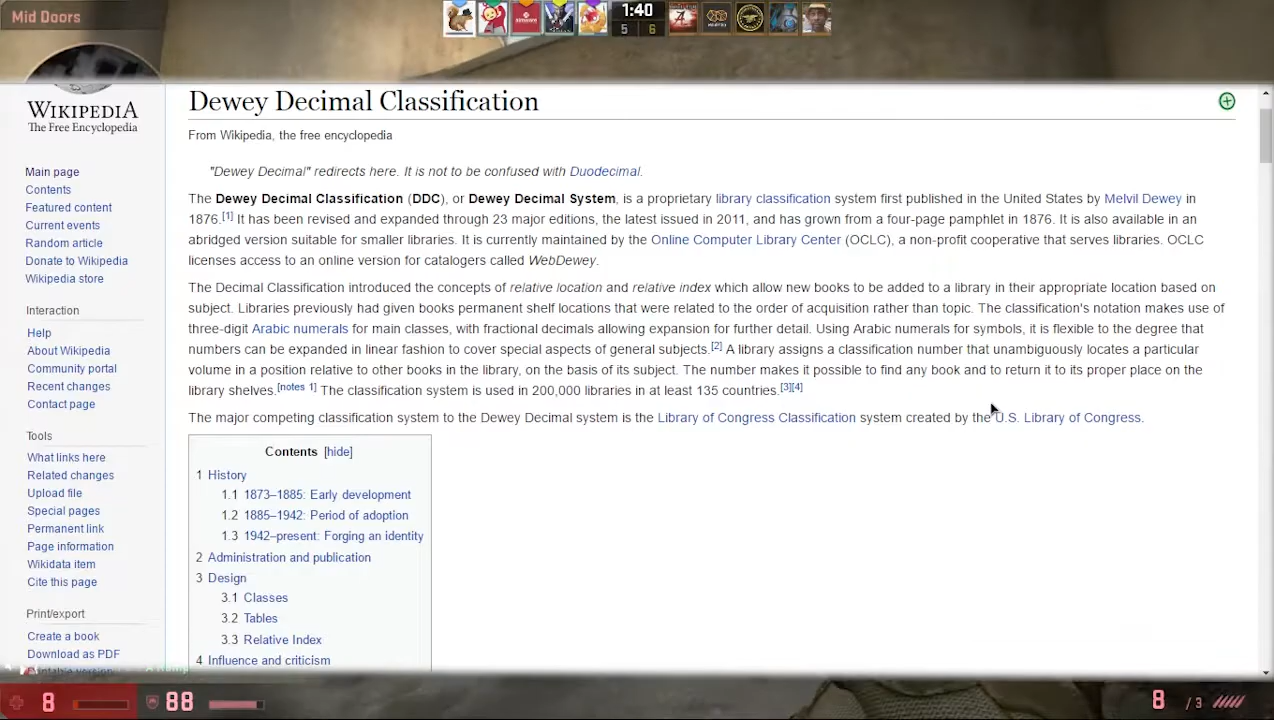 Mid Doors
1:40
5 6
WIKIPEDIA
The Free Encyclopedia
Main page
Contents
Featured content
Current events
Random article
Donate to Wikipedia
Wikipedia store
Interaction
Help
About Wikipedia
Community portal
Recent changes
Contact page
Tools
What links here
Related changes
Upload file
Special pages
Permanent link
Page information
Wikidata item
Cite this page
Print/export
Create a book
Download as PDF
Printable version
Dewey Decimal Classification
From Wikipedia, the free encyclopedia
"Dewey Decimal" redirects here. It is not to be confused with Duodecimal.
The Dewey Decimal Classification (DDC), or Dewey Decimal System, is a proprietary library classification system first published in the United States by Melvil Dewey in
1876.[1] It has been revised and expanded through 23 major editions, the latest issued in 2011, and has grown from a four-page pamphlet in 1876. It is also available in an
abridged version suitable for smaller libraries. It is currently maintained by the Online Computer Library Center (OCLC), a non-profit cooperative that serves libraries. OCLC
licenses access to an online version for catalogers called WebDewey.
The Decimal Classification introduced the concepts of relative location and relative index which allow new books to be added to a library in their appropriate location based on
subject. Libraries previously had given books permanent shelf locations that were related to the order of acquisition rather than topic. The classification's notation makes use of
three-digit Arabic numerals for main classes, with fractional decimals allowing expansion for further detail. Using Arabic numerals for symbols, it is flexible to the degree that
numbers can be expanded in linear fashion to cover special aspects of general subjects.[2] A library assigns a classification number that unambiguously locates a particular
volume in a position relative to other books in the library, on the basis of its subject. The number makes it possible to find any book and to return it to its proper place on the
library shelves.[notes 1] The classification system is used in 200,000 libraries in at least 135 countries.[3][4]
The major competing classification system to the Dewey Decimal system is the Library of Congress Classification system created by the U.S. Library of Congress.
Contents [hide]
1 History
1.1 1873–1885: Early development
1.2 1885–1942: Period of adoption
1.3 1942–present: Forging an identity
2 Administration and publication
3 Design
3.1 Classes
3.2 Tables
3.3 Relative Index
4 Influence and criticism
8 88
8 / 3